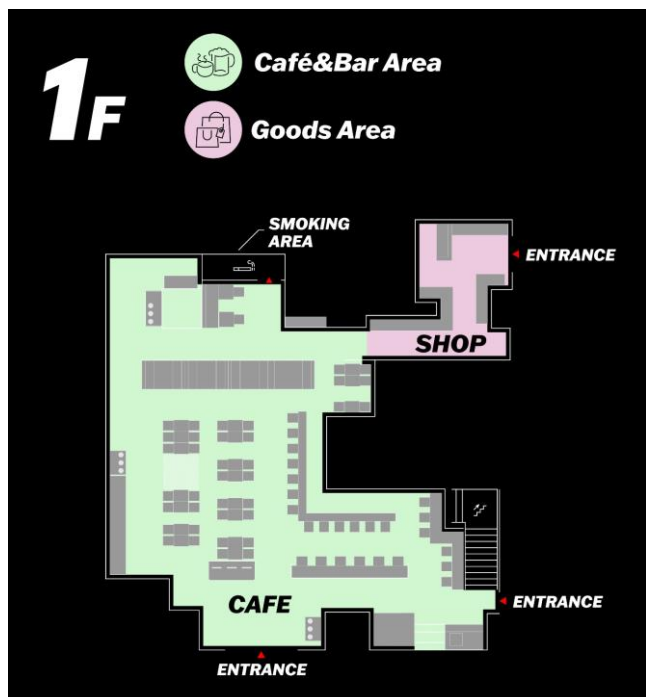 1F
Café&Bar Area
Goods Area
SMOKING
AREA
ENTRANCE
SHOP
CAFE
ENTRANCE
ENTRANCE